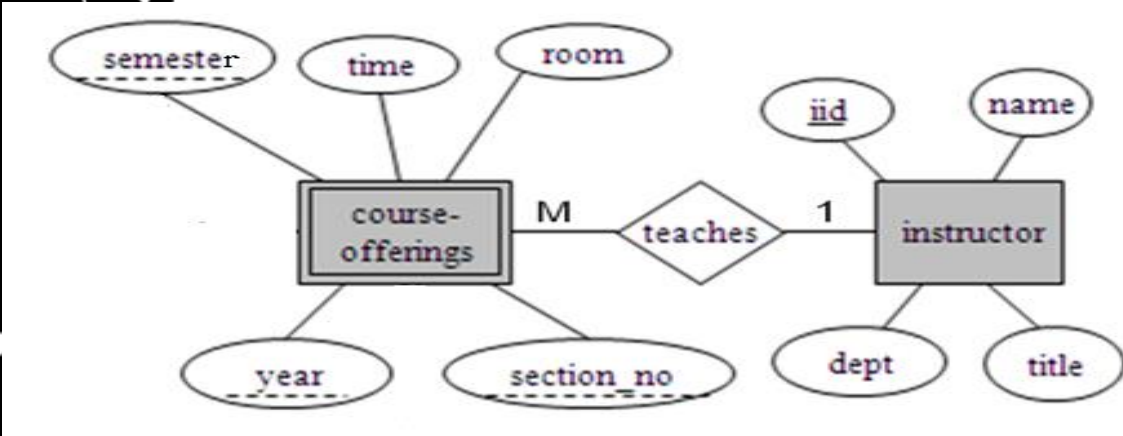 semester
time
room
iid
name
course-
offerings
M
teaches
1
instructor
year
section_no
dept
title